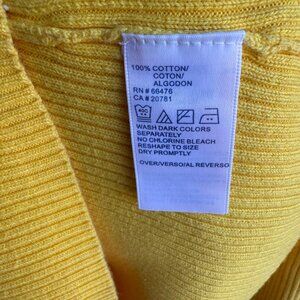 100% COTTON/
COTON/
ALGODON
RN # 66476
CA # 20781
WASH DARK COLORS
SEPARATELY
NO CHLORINE BLEACH
RESHAPE TO SIZE
DRY PROMPTLY
OVER/VERSO/AL REVERSO